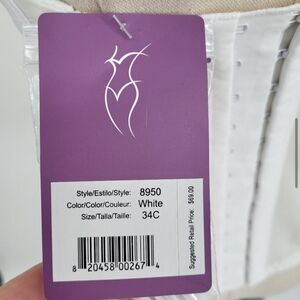 Style/Estilo/Style: 8950
Color/Color/Couleur: White
Size/Talla/Taille: 34C
8 20458 00267 4
Suggested Retail Price: $69.00